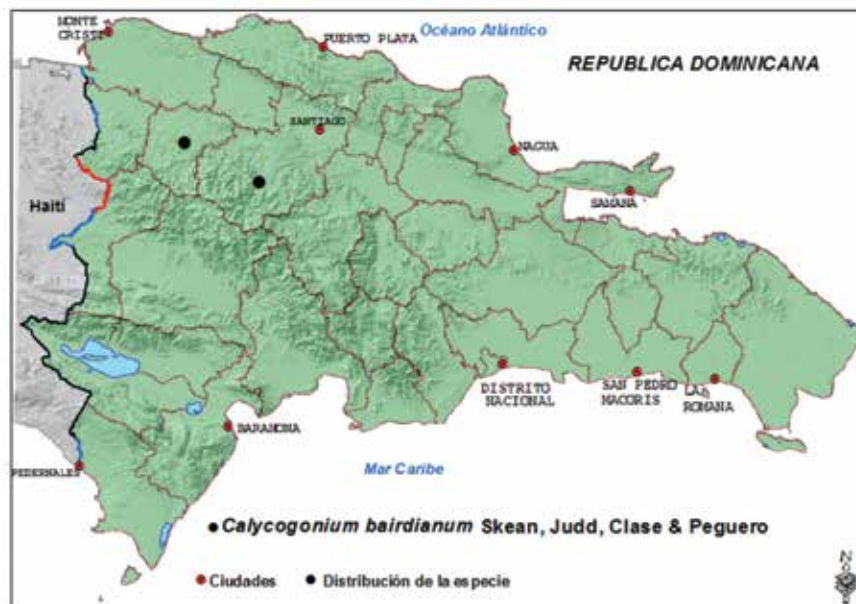 MONTE
CRISTI
PUERTO PLATA
Océano Atlántico
REPUBLICA DOMINICANA
SANTIAGO
NAGUA
Haití
SAMANA
DISTRITO
NACIONAL
SAN PEDRO
MACORIS
LA
ROMANA
BARAHONA
PEDERNALES
Mar Caribe
Calycogonium bairdianum Skean, Judd, Clase & Peguero
Ciudades
Distribución de la especie